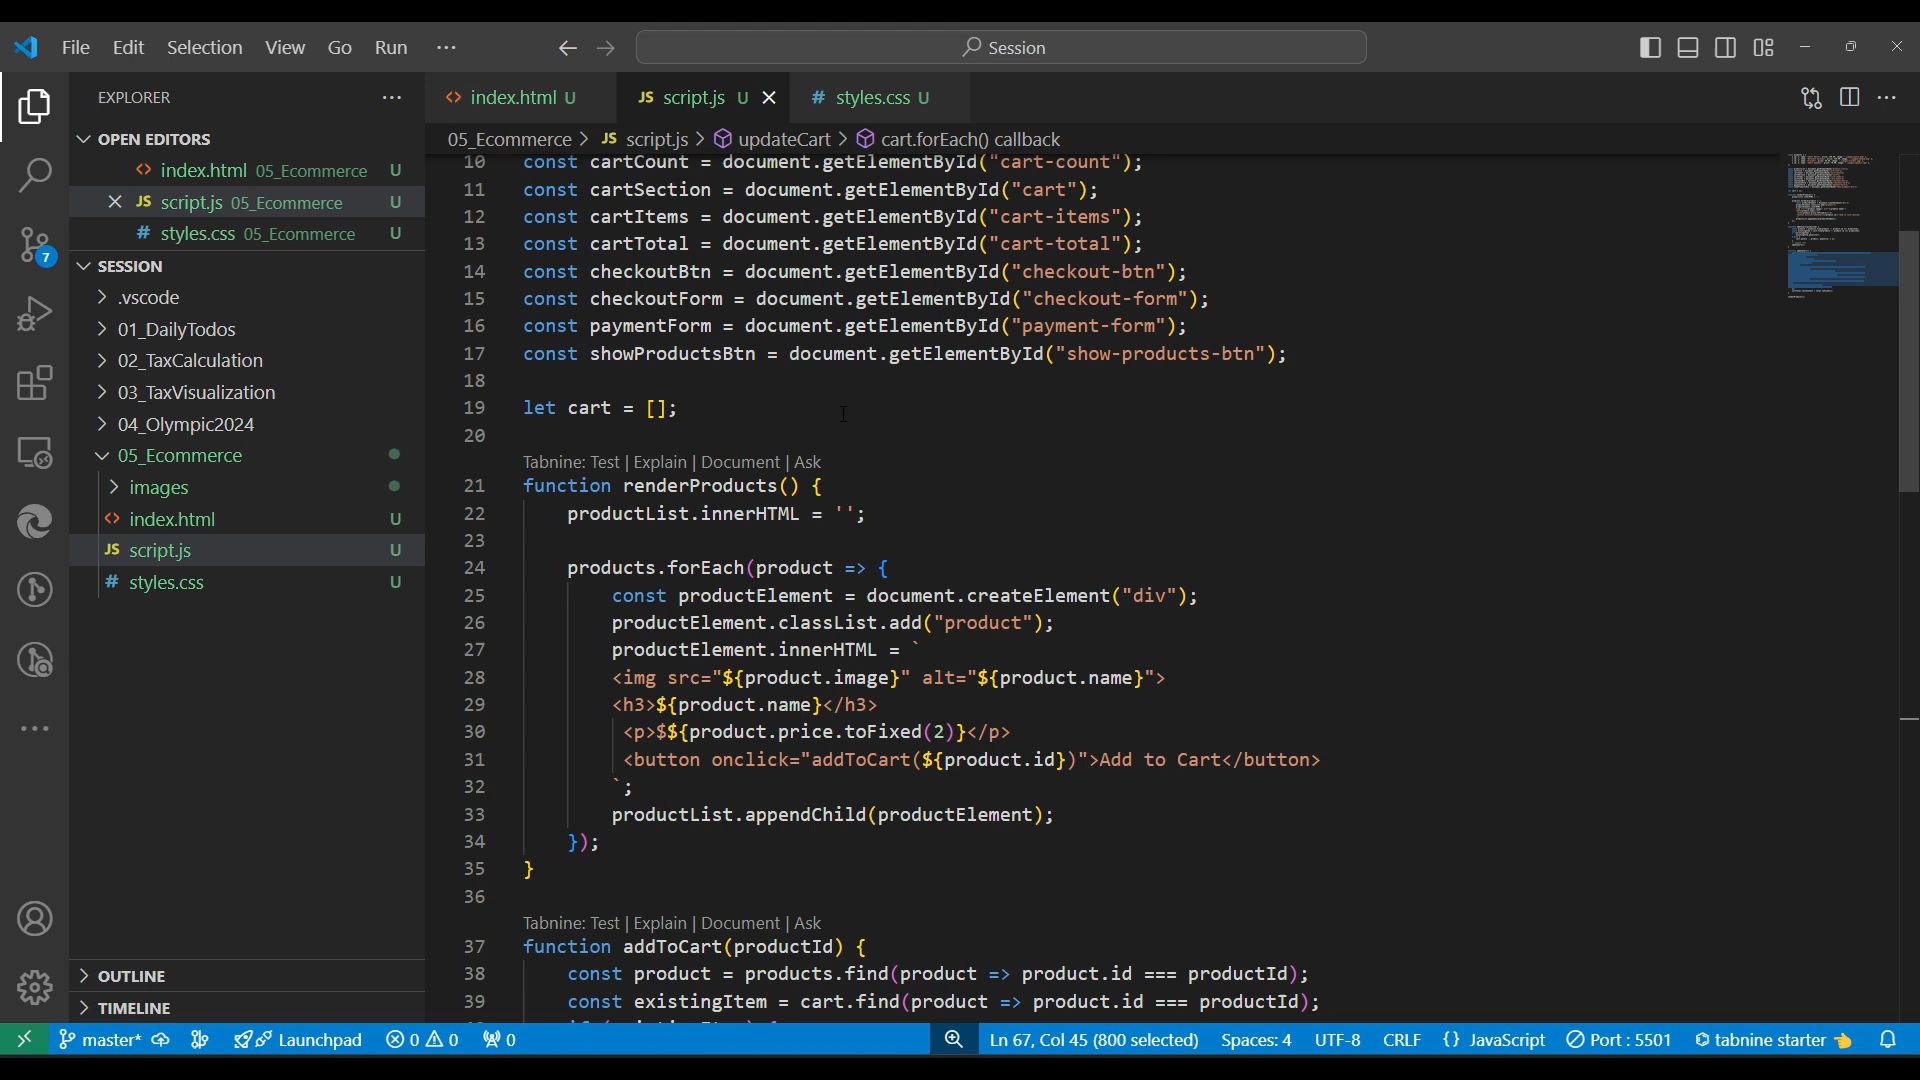 File Edit Selection View Go Run ···
Session
EXPLORER ···
OPEN EDITORS
<> index.html 05_Ecommerce U
JS script.js 05_Ecommerce U
# styles.css 05_Ecommerce U
SESSION
> .vscode
> 01_DailyTodos
> 02_TaxCalculation
> 03_TaxVisualization
> 04_Olympic2024
05_Ecommerce
> images
<> index.html U
JS script.js U
# styles.css U
OUTLINE
TIMELINE
7
<> index.html U JS script.js U # styles.css U
05_Ecommerce > JS script.js > updateCart > cart.forEach() callback
10 const cartCount = document.getElementById("cart-count");
11 const cartSection = document.getElementById("cart");
12 const cartItems = document.getElementById("cart-items");
13 const cartTotal = document.getElementById("cart-total");
14 const checkoutBtn = document.getElementById("checkout-btn");
15 const checkoutForm = document.getElementById("checkout-form");
16 const paymentForm = document.getElementById("payment-form");
17 const showProductsBtn = document.getElementById("show-products-btn");
18
19 let cart = [];
20
Tabnine: Test | Explain | Document | Ask
21 function renderProducts() {
22 productList.innerHTML = '';
23
24 products.forEach(product => {
25 const productElement = document.createElement("div");
26 productElement.classList.add("product");
27 productElement.innerHTML = `
28 <img src="${product.image}" alt="${product.name}">
29 <h3>${product.name}</h3>
30 <p>$${product.price.toFixed(2)}</p>
31 <button onclick="addToCart(${product.id})">Add to Cart</button>
32 `;
33 productList.appendChild(productElement);
34 });
35 }
36
Tabnine: Test | Explain | Document | Ask
37 function addToCart(productId) {
38 const product = products.find(product => product.id === productId);
39 const existingItem = cart.find(product => product.id === productId);
master* Launchpad 0 0 0 Ln 67, Col 45 (800 selected) Spaces: 4 UTF-8 CRLF {} JavaScript Port : 5501 tabnine starter